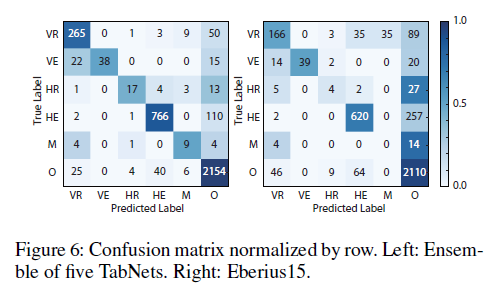 VR 265 0 1 3 9 50 VR 166 0 3 35 35 89 1.0
VE 22 38 0 0 0 15 VE 14 39 2 0 0 20
HR 1 0 17 4 3 13 HR 5 0 4 2 0 27 0.5
HE 2 0 1 766 0 110 HE 2 0 0 620 0 257
M 4 0 1 0 9 4 M 4 0 0 0 0 14
O 25 0 4 40 6 2154 O 46 0 9 64 0 2110 0.0
True Label True Label
VR VE HR HE M O VR VE HR HE M O
Predicted Label Predicted Label
Figure 6: Confusion matrix normalized by row. Left: Ensem-
ble of five TabNets. Right: Eberius15.